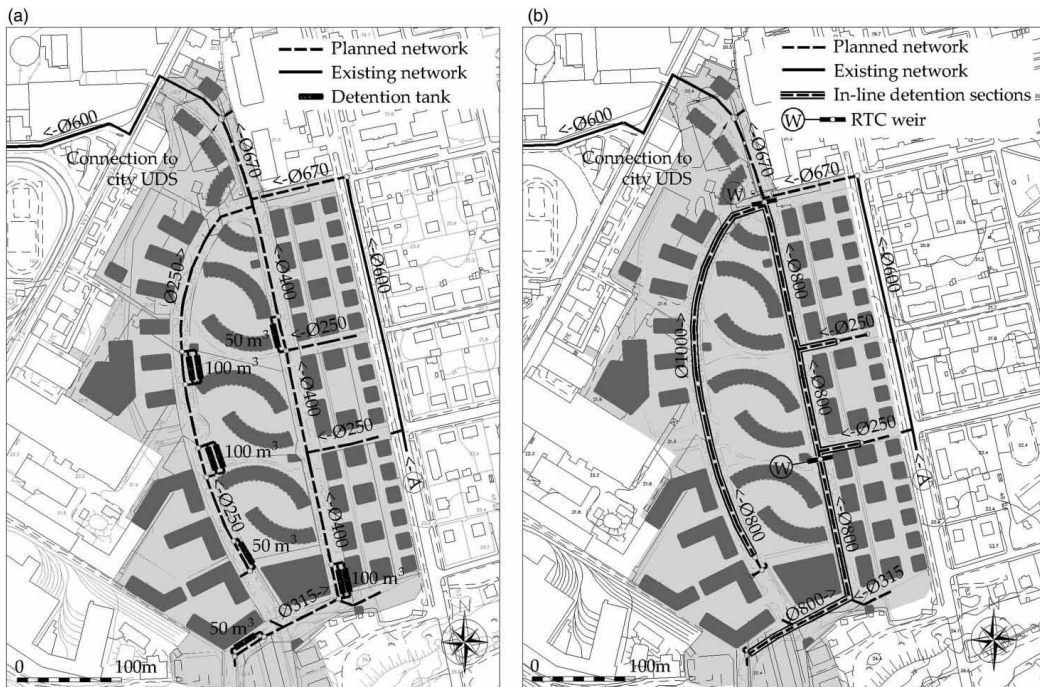 (a)
Planned network
Existing network
Detention tank
<-Ø600
Connection to
city UDS
<-Ø670
<-Ø670
Ø250->
<-Ø400
<-Ø600
50 m³
<-Ø250
100 m³
<-Ø400
<-Ø250
100 m³
<-A
<-Ø250
<-Ø400
50 m³
100 m³
Ø315->
50 m³
0 100m
(b)
Planned network
Existing network
In-line detention sections
W RTC weir
<-Ø600
Connection to
city UDS
<-Ø670
<-Ø670
W
<-Ø800
<-Ø600
Ø1000->
<-Ø250
<-Ø800
<-Ø250
W
<-A
<-Ø800
<-Ø800
Ø800->
<-Ø315
0 100m